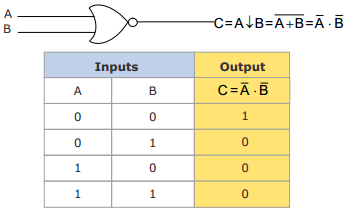 A
B
C=A↓B=A̅+̅B̅=A̅ · B̅
Inputs Output
A B C=A̅ · B̅
0 0 1
0 1 0
1 0 0
1 1 0